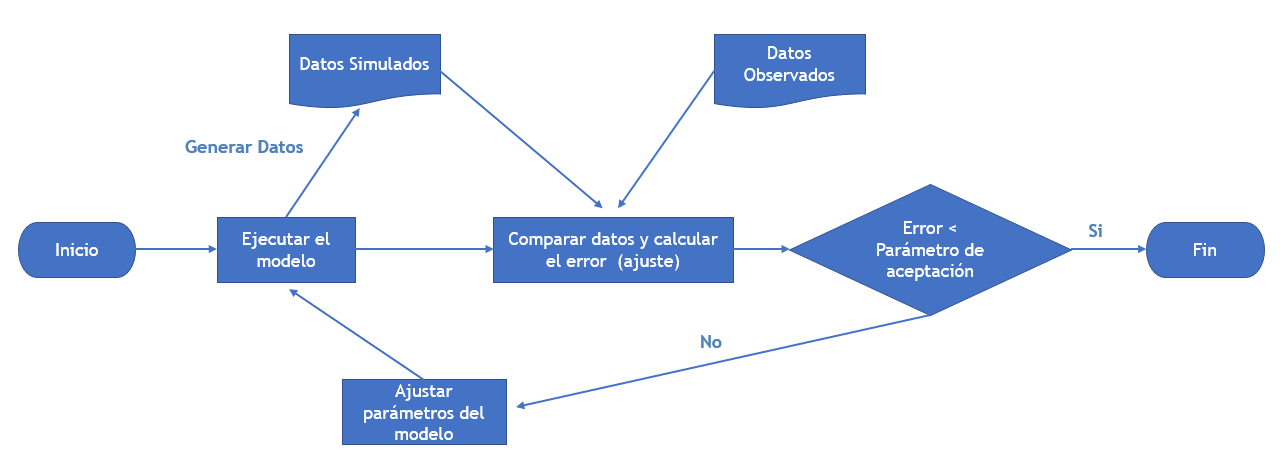 Datos Simulados
Datos
Observados
Generar Datos
Inicio
Ejecutar el
modelo
Comparar datos y calcular
el error  (ajuste)
Error <
Parámetro de
aceptación
Si
Fin
No
Ajustar
parámetros del
modelo